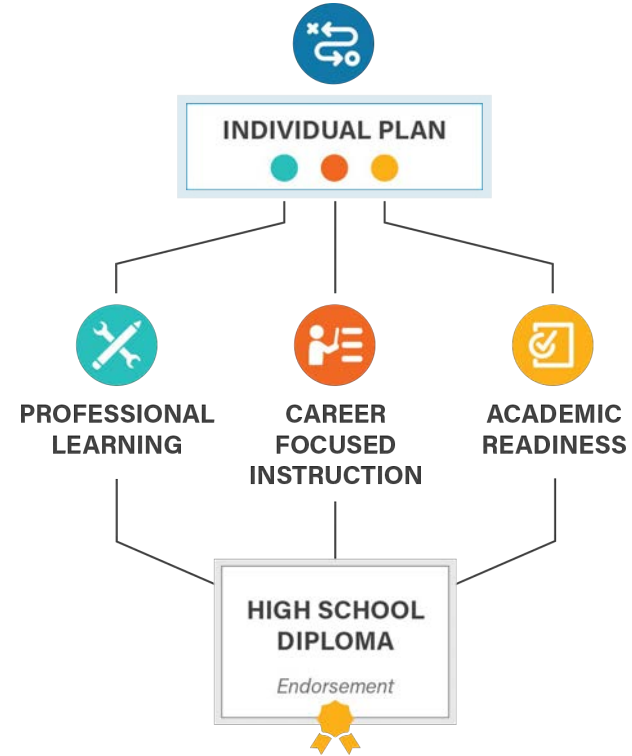 INDIVIDUAL PLAN
PROFESSIONAL
LEARNING
CAREER
FOCUSED
INSTRUCTION
ACADEMIC
READINESS
HIGH SCHOOL
DIPLOMA
Endorsement